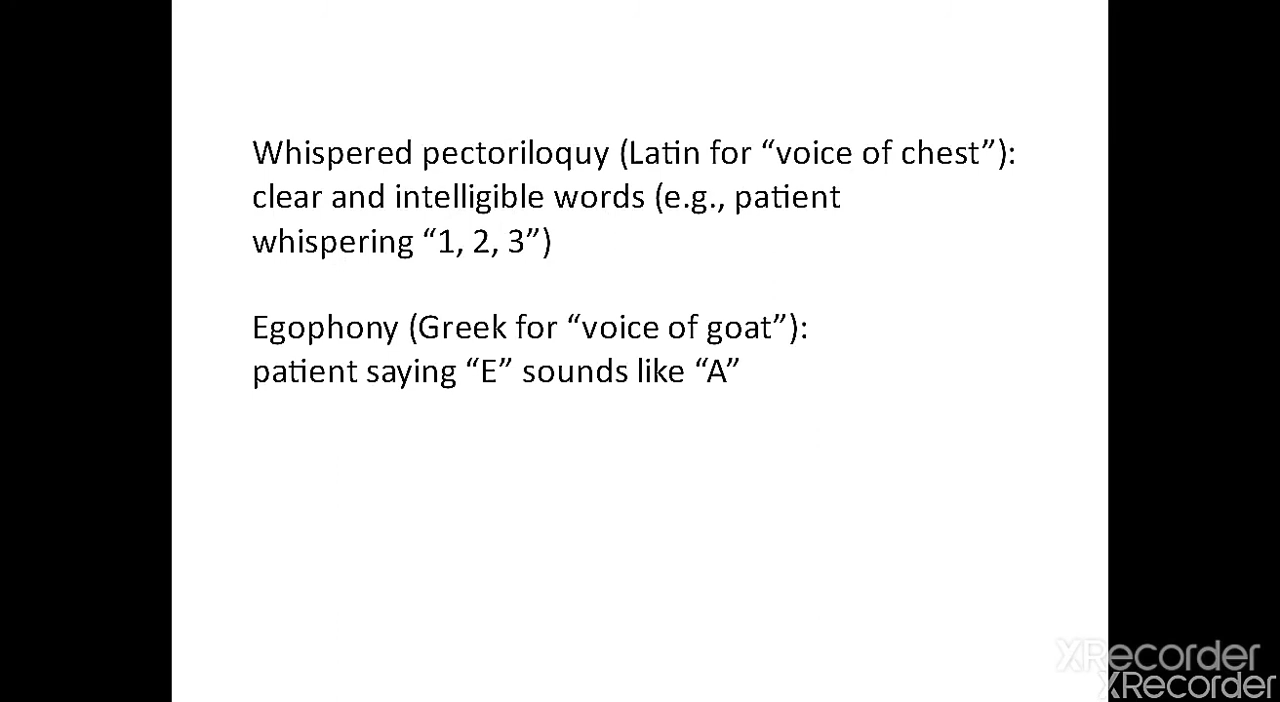 Whispered pectoriloquy (Latin for “voice of chest”):
clear and intelligible words (e.g., patient
whispering “1, 2, 3”)
Egophony (Greek for “voice of goat”):
patient saying “E” sounds like “A”
XRecorder
XRecorder